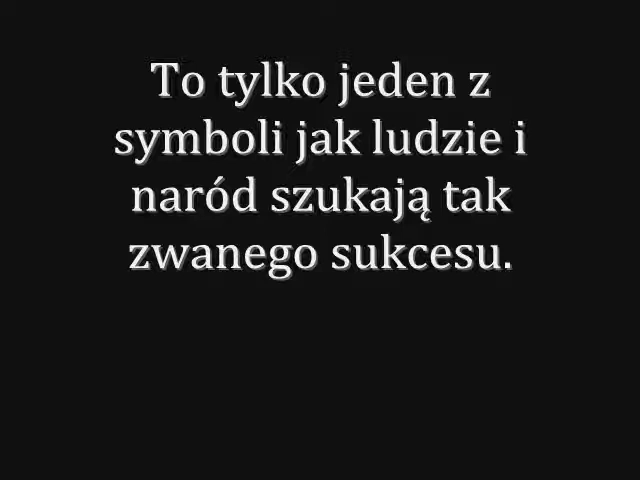 To tylko jeden z
symboli jak ludzie i
naród szukają tak
zwanego sukcesu.